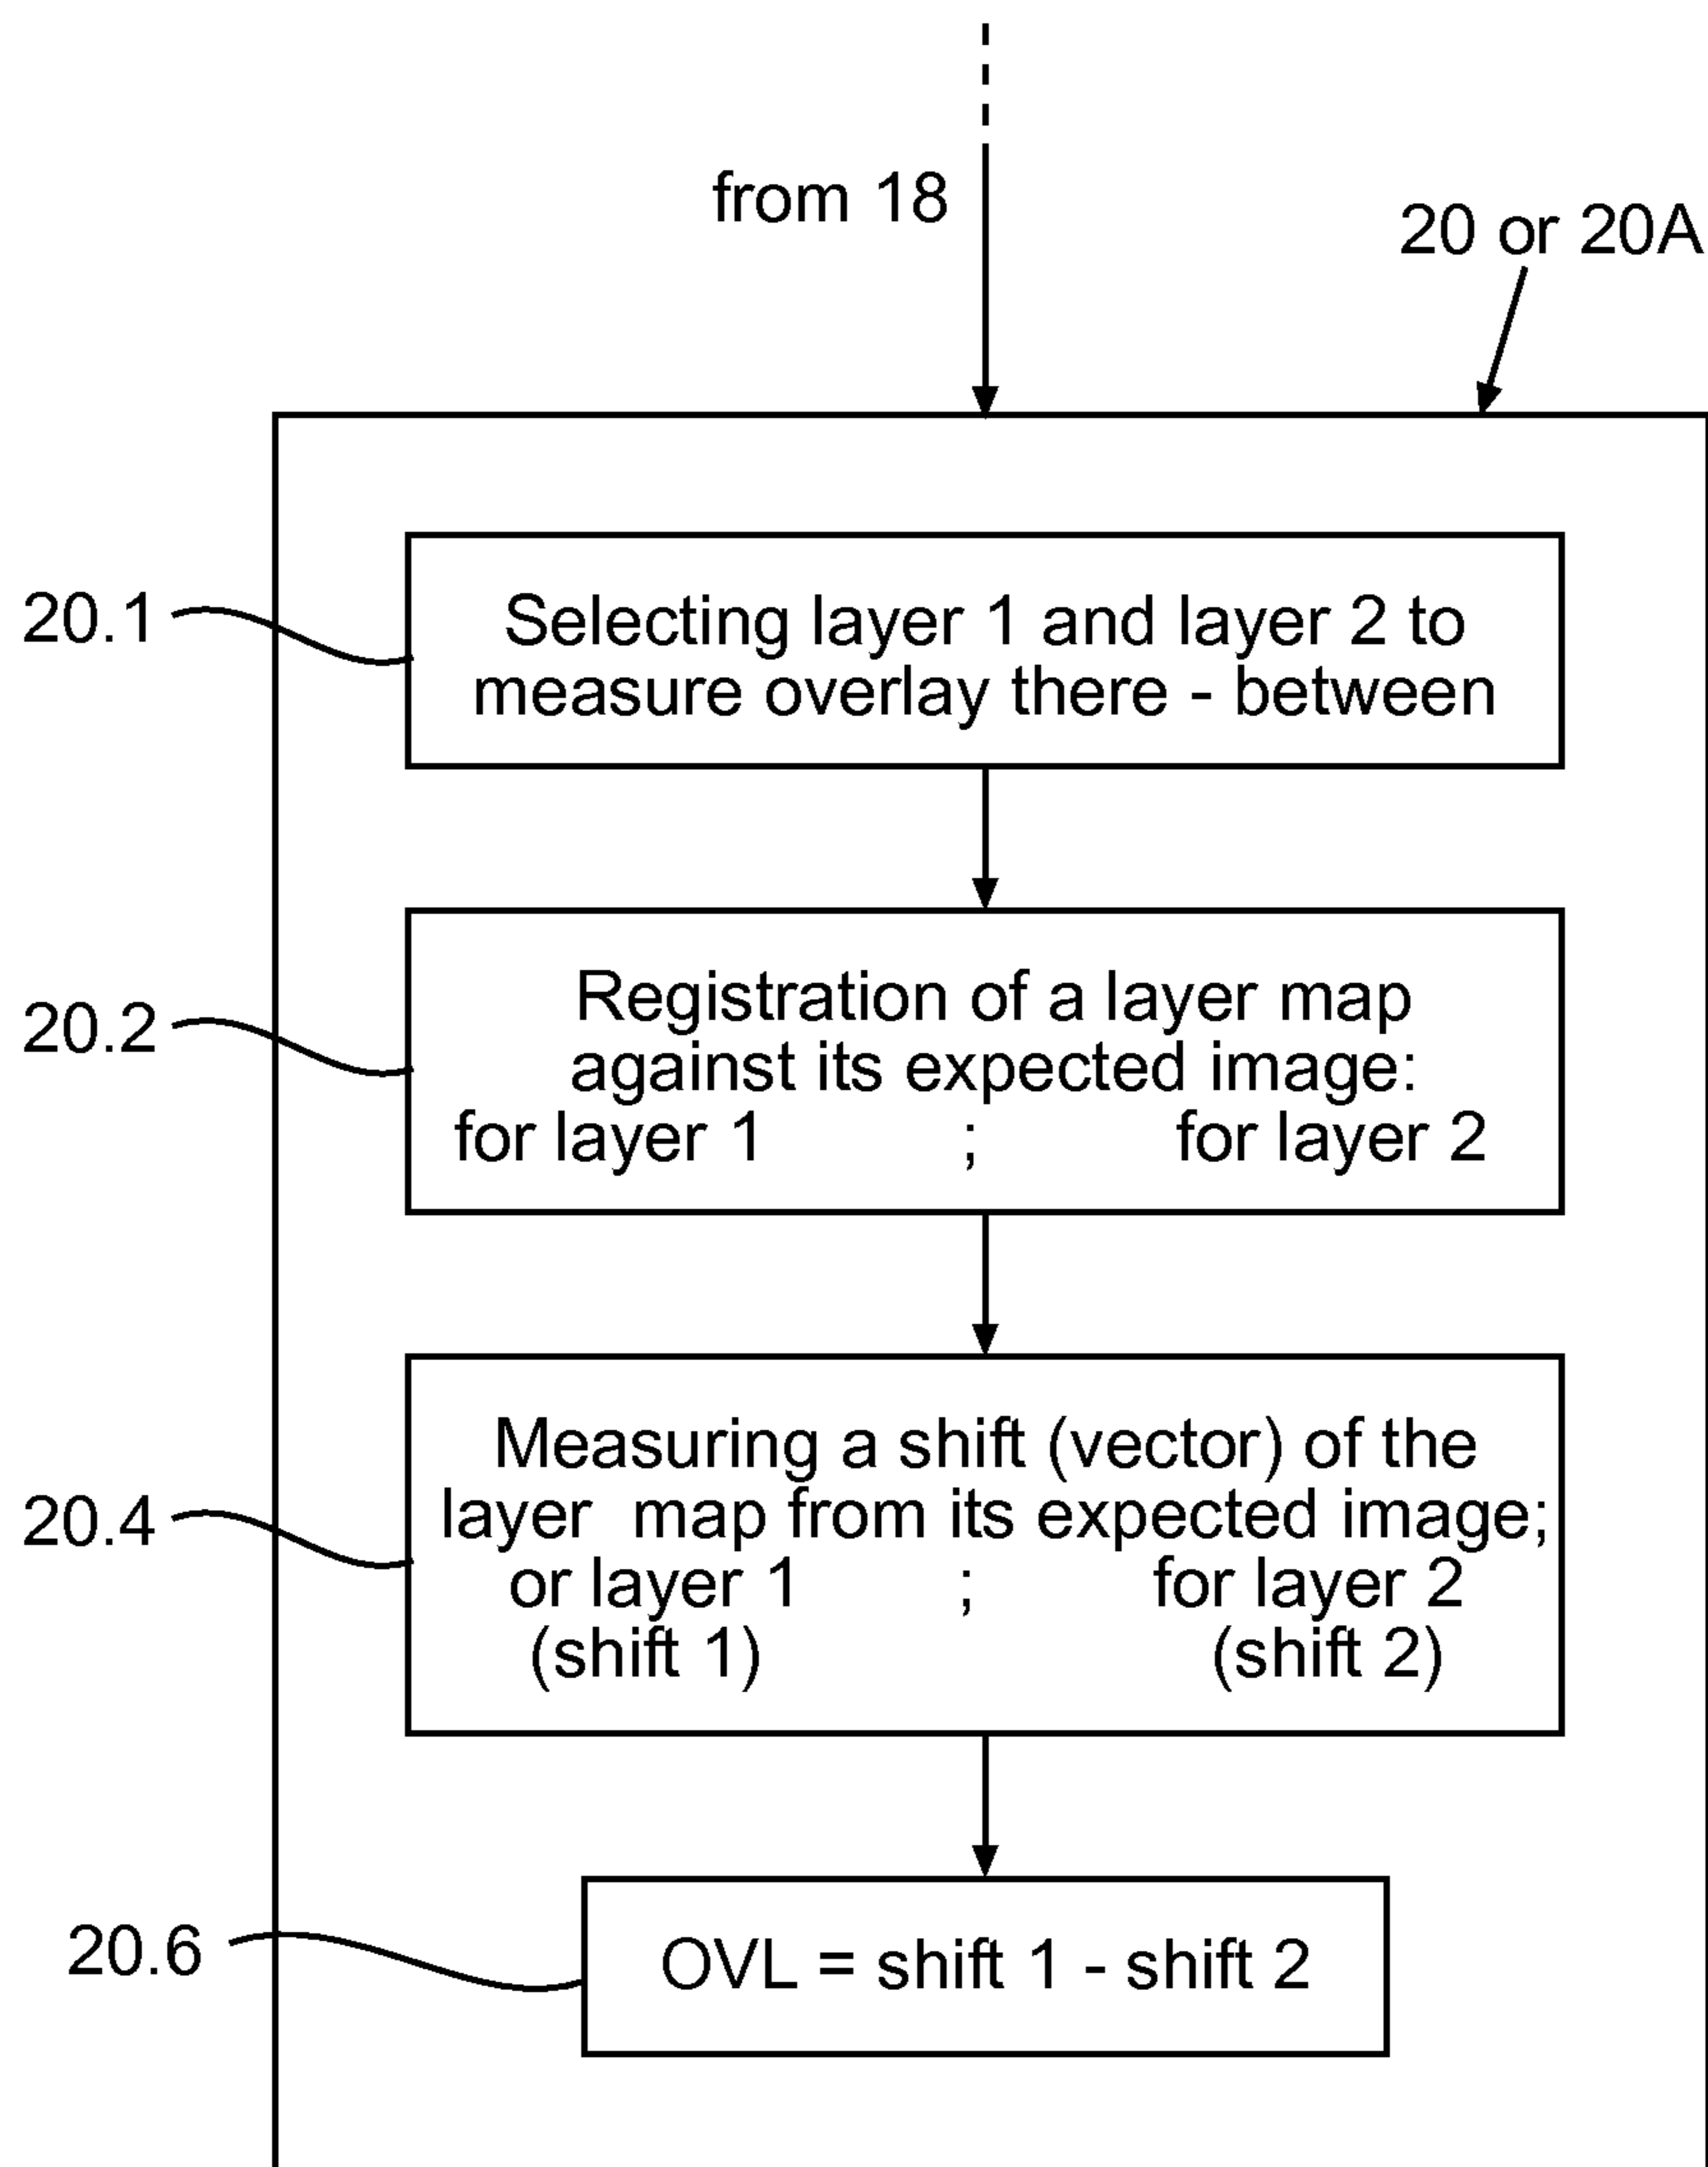 from 18
20 or 20A
20.1
Selecting layer 1 and layer 2 to
measure overlay there - between
20.2
Registration of a layer map
against its expected image:
for layer 1 ; for layer 2
20.4
Measuring a shift (vector) of the
layer map from its expected image;
or layer 1 ; for layer 2
(shift 1) (shift 2)
20.6
OVL = shift 1 - shift 2